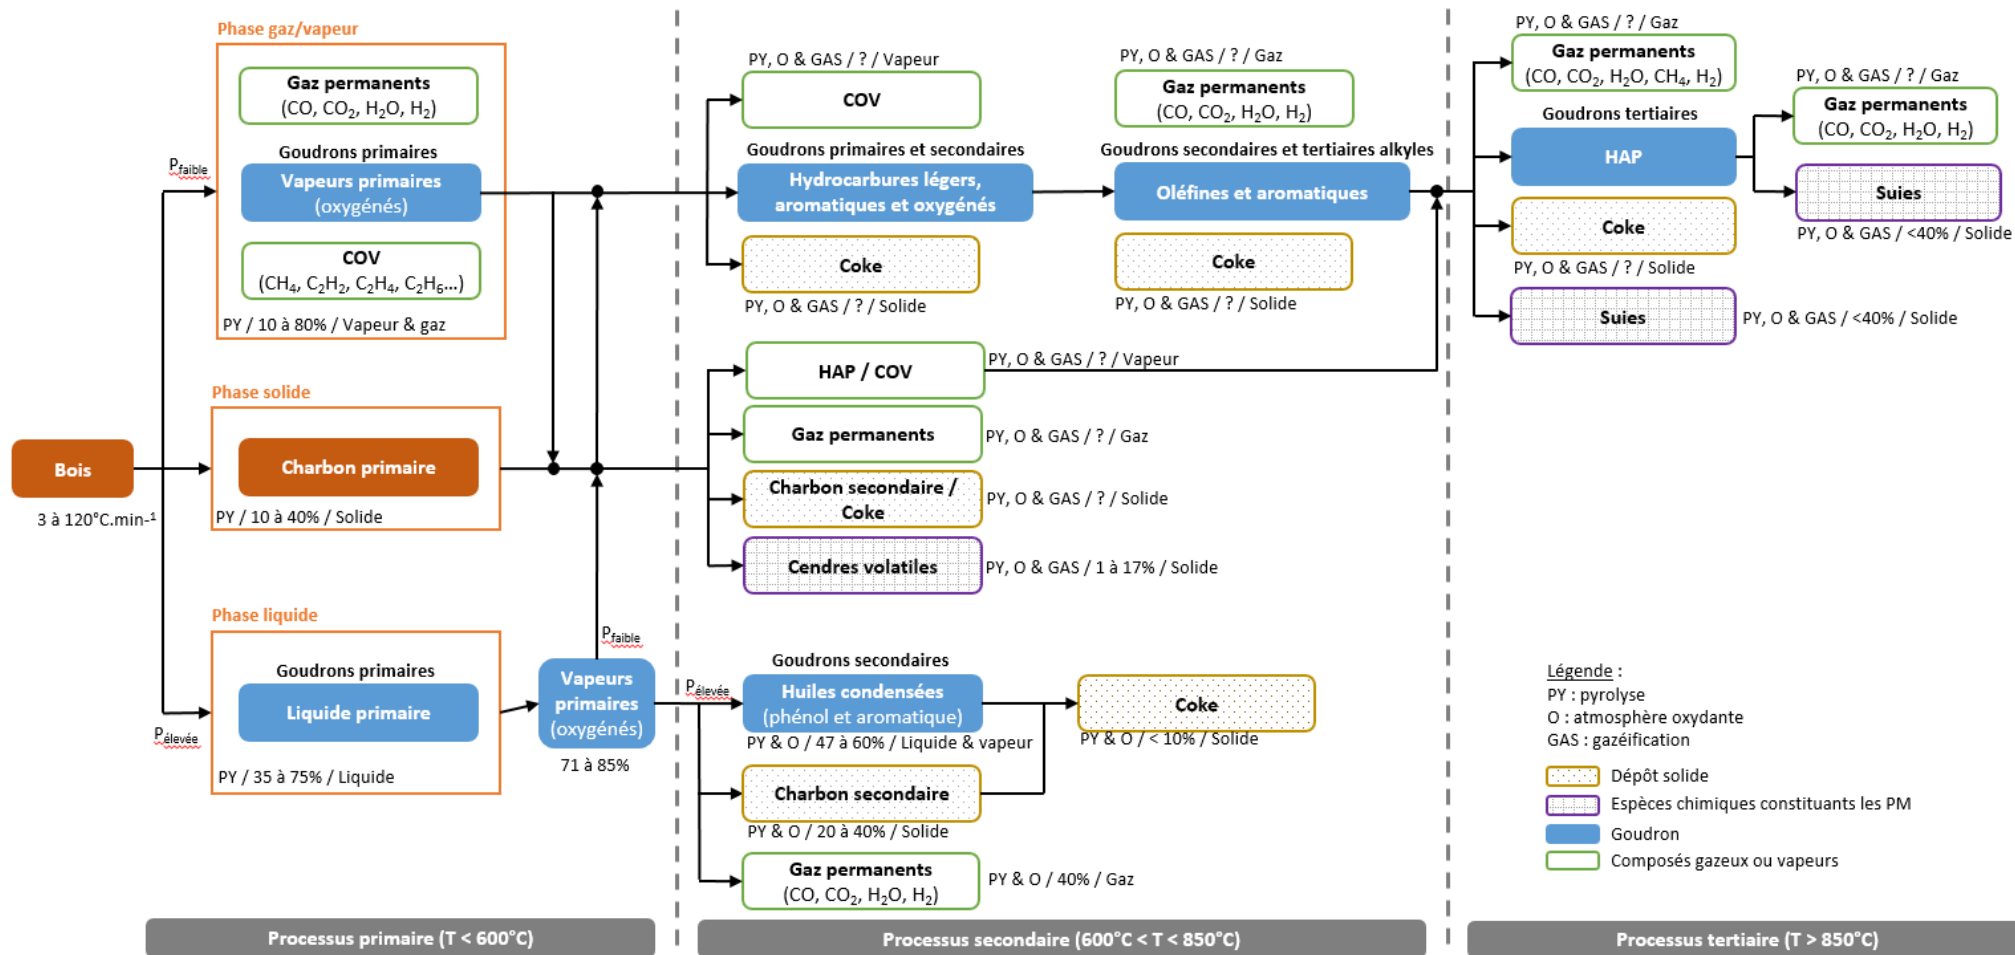 Phase gaz/vapeur
Gaz permanents
(CO, CO₂, H₂O, H₂)
Goudrons primaires
P_faible
Vapeurs primaires
(oxygénés)
COV
(CH₄, C₂H₂, C₂H₄, C₂H₆...)
PY / 10 à 80% / Vapeur & gaz
Phase solide
Bois
Charbon primaire
3 à 120°C.min-¹
PY / 10 à 40% / Solide
Phase liquide
Goudrons primaires
Liquide primaire
P_élevée
PY / 35 à 75% / Liquide
P_faible
Vapeurs
primaires
(oxygénés)
71 à 85%
Processus primaire (T < 600°C)
PY, O & GAS / ? / Vapeur
COV
Goudrons primaires et secondaires
Hydrocarbures légers,
aromatiques et oxygénés
Coke
PY, O & GAS / ? / Solide
PY, O & GAS / ? / Gaz
Gaz permanents
(CO, CO₂, H₂O, H₂)
Goudrons secondaires et tertiaires alkyles
Oléfines et aromatiques
Coke
PY, O & GAS / ? / Solide
HAP / COV
PY, O & GAS / ? / Vapeur
Gaz permanents
PY, O & GAS / ? / Gaz
Charbon secondaire /
Coke
PY, O & GAS / ? / Solide
Cendres volatiles
PY, O & GAS / 1 à 17% / Solide
P_élevée
Goudrons secondaires
Huiles condensées
(phénol et aromatique)
PY & O / 47 à 60% / Liquide & vapeur
Coke
PY & O / < 10% / Solide
Charbon secondaire
PY & O / 20 à 40% / Solide
Gaz permanents
(CO, CO₂, H₂O, H₂)
PY & O / 40% / Gaz
Processus secondaire (600°C < T < 850°C)
PY, O & GAS / ? / Gaz
Gaz permanents
(CO, CO₂, H₂O, CH₄, H₂)
Goudrons tertiaires
HAP
Coke
PY, O & GAS / ? / Solide
Suies
PY, O & GAS / <40% / Solide
PY, O & GAS / ? / Gaz
Gaz permanents
(CO, CO₂, H₂O, H₂)
Suies
PY, O & GAS / <40% / Solide
Légende :
PY : pyrolyse
O : atmosphère oxydante
GAS : gazéification
Dépôt solide
Espèces chimiques constituants les PM
Goudron
Composés gazeux ou vapeurs
Processus tertiaire (T > 850°C)